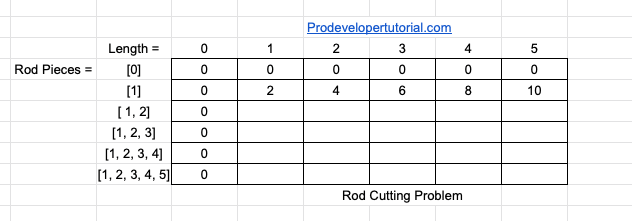 Prodevelopertutorial.com
Length = 0 1 2 3 4 5
Rod Pieces = [0] 0 0 0 0 0 0
[1] 0 2 4 6 8 10
[ 1, 2] 0
[1, 2, 3] 0
[1, 2, 3, 4] 0
[1, 2, 3, 4, 5] 0
Rod Cutting Problem